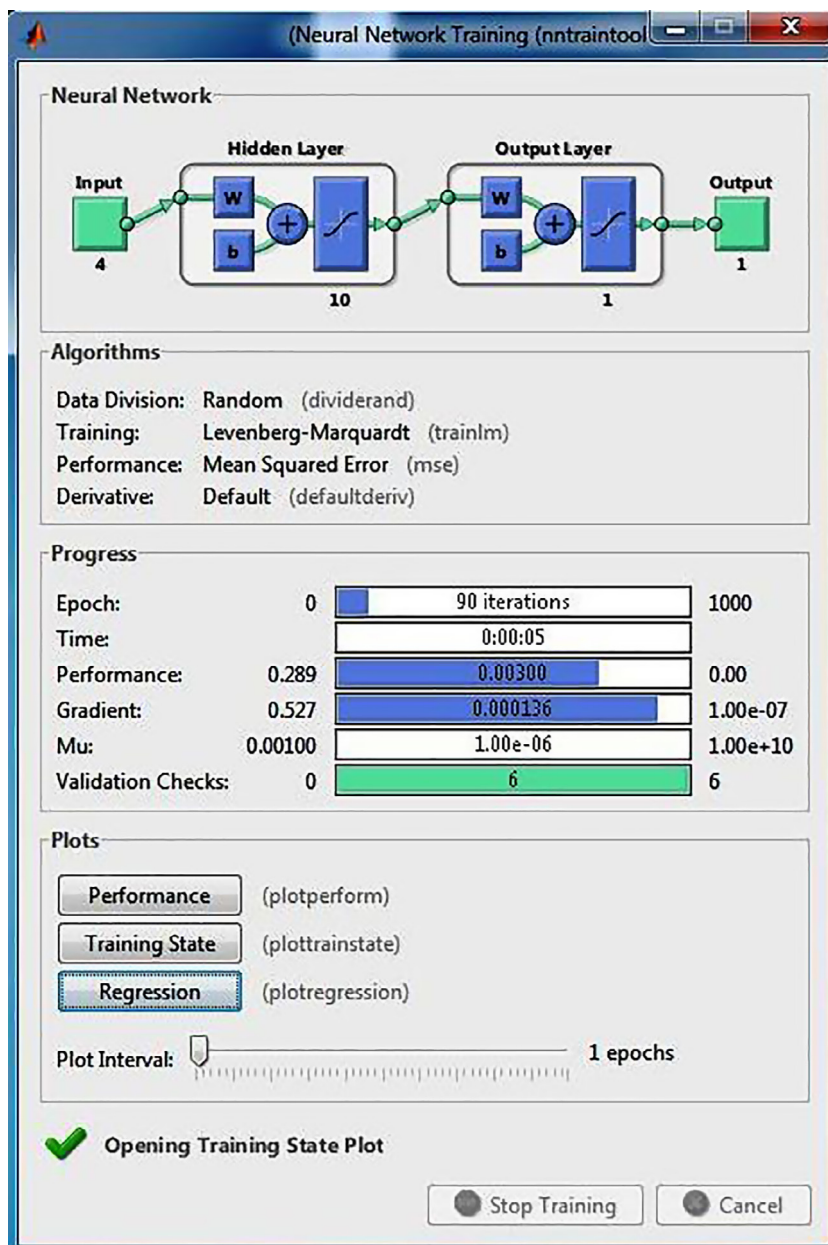 (Neural Network Training (nntraintool
Neural Network
Hidden Layer Output Layer
Input Output
W W
b b
4 1
10 1
Algorithms
Data Division: Random (dividerand)
Training: Levenberg-Marquardt (trainlm)
Performance: Mean Squared Error (mse)
Derivative: Default (defaultderiv)
Progress
Epoch: 0 90 iterations 1000
Time: 0:00:05
Performance: 0.289 0.00300 0.00
Gradient: 0.527 0.000136 1.00e-07
Mu: 0.00100 1.00e-06 1.00e+10
Validation Checks: 0 6 6
Plots
Performance (plotperform)
Training State (plottrainstate)
Regression (plotregression)
Plot Interval: 1 epochs
Opening Training State Plot
Stop Training Cancel